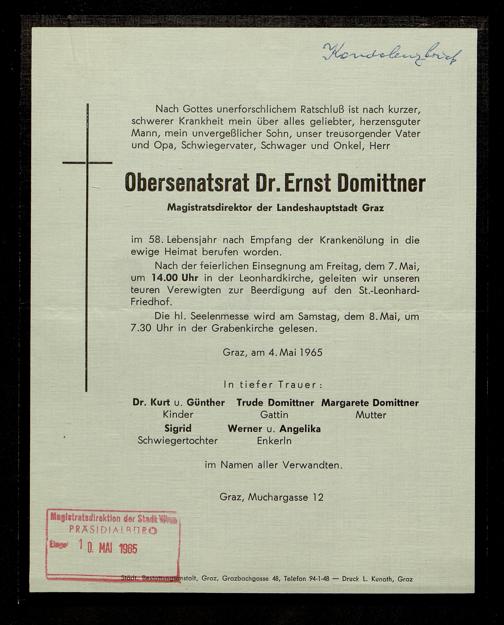 Kondolenzbrief
Nach Gottes unerforschlichem Ratschluß ist nach kurzer,
schwerer Krankheit mein über alles geliebter, herzensguter
Mann, mein unvergeßlicher Sohn, unser treusorgender Vater
und Opa, Schwiegervater, Schwager und Onkel, Herr
Obersenatsrat Dr. Ernst Domittner
Magistratsdirektor der Landeshauptstadt Graz
im 58. Lebensjahr nach Empfang der Krankenölung in die
ewige Heimat berufen worden.
Nach der feierlichen Einsegnung am Freitag, dem 7. Mai,
um 14.00 Uhr in der Leonhardkirche, geleiten wir unseren
teuren Verewigten zur Beerdigung auf den St.-Leonhard-
Friedhof.
Die hl. Seelenmesse wird am Samstag, dem 8. Mai, um
7.30 Uhr in der Grabenkirche gelesen.
Graz, am 4. Mai 1965
In tiefer Trauer:
Dr. Kurt u. Günther Trude Domittner Margarete Domittner
Kinder Gattin Mutter
Sigrid Werner u. Angelika
Schwiegertochter Enkerln
im Namen aller Verwandten.
Graz, Muchargasse 12
Magistratsdirektion der Stadt Wien
PRÄSIDIALBÜRO
Eingel. 10. MAI 1965
Städt. Bestattungsanstalt, Graz, Grazbachgasse 48, Telefon 94-1-48 — Druck L. Kenath, Graz